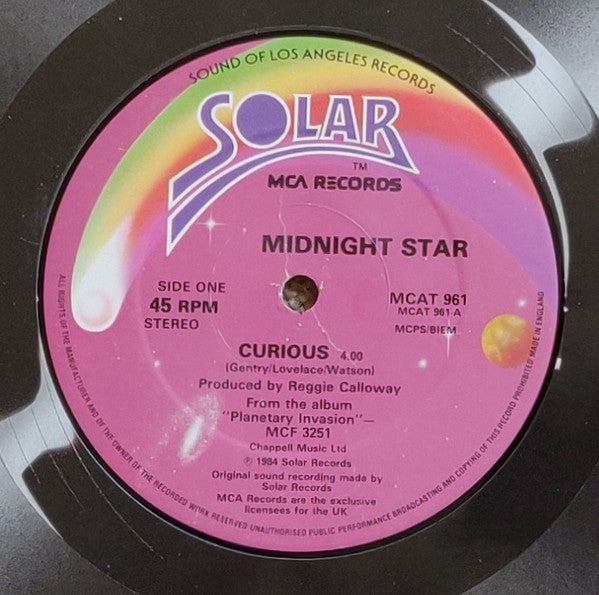 SOUND OF LOS ANGELES RECORDS
SOLAR
TM
MCA RECORDS
MIDNIGHT STAR
SIDE ONE
45 RPM
STEREO
MCAT 961
MCAT 961-A
MCPS/BIEM
CURIOUS 4.00
(Gentry/Lovelace/Watson)
Produced by Reggie Calloway
From the album
"Planetary Invasion"—
MCF 3251
Chappell Music Ltd
℗ 1984 Solar Records
Original sound recording made by
Solar Records
MCA Records are the exclusive
licensees for the UK
ALL RIGHTS OF THE MANUFACTURER AND OF THE OWNER OF THE RECORDED WORK RESERVED UNAUTHORISED PUBLIC PERFORMANCE BROADCASTING AND COPYING OF THIS RECORD PROHIBITED MADE IN ENGLAND